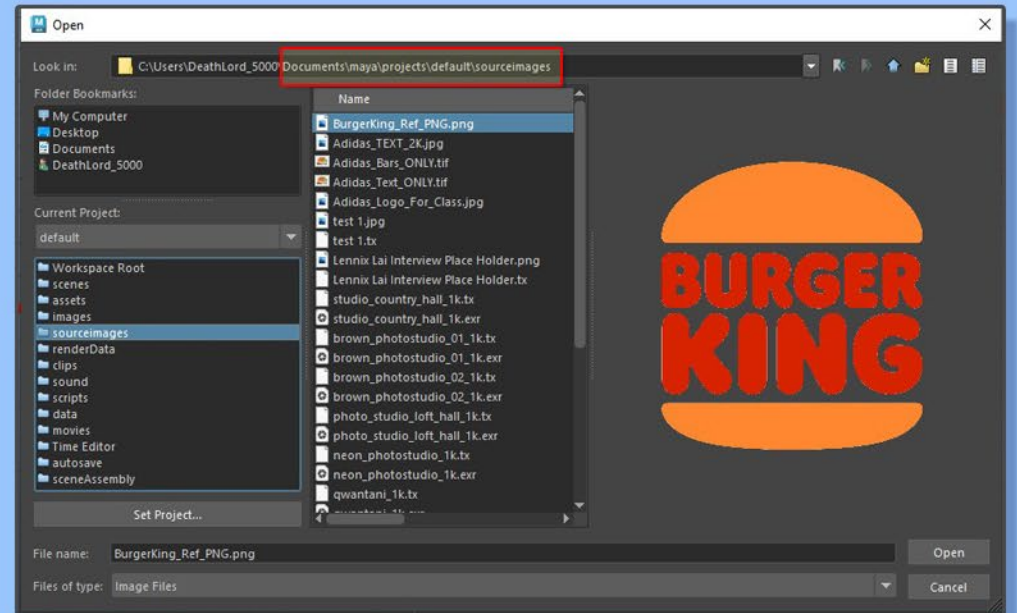 Open
Look in: C:\Users\DeathLord_5000\Documents\maya\projects\default\sourceimages
Folder Bookmarks:
My Computer
Desktop
Documents
DeathLord_5000
Current Project:
default
Workspace Root
scenes
assets
images
sourceimages
renderData
clips
sound
scripts
data
movies
Time Editor
autosave
sceneAssembly
Set Project...
Name
BurgerKing_Ref_PNG.png
Adidas_TEXT_2K.jpg
Adidas_Bars_ONLY.tif
Adidas_Text_ONLY.tif
Adidas_Logo_For_Class.jpg
test 1.jpg
test 1.tx
Lennix Lai Interview Place Holder.png
Lennix Lai Interview Place Holder.tx
studio_country_hall_1k.tx
studio_country_hall_1k.exr
brown_photostudio_01_1k.tx
brown_photostudio_01_1k.exr
brown_photostudio_02_1k.tx
brown_photostudio_02_1k.exr
photo_studio_loft_hall_1k.tx
photo_studio_loft_hall_1k.exr
neon_photostudio_1k.tx
neon_photostudio_1k.exr
qwantani_1k.tx
BURGER
KING
File name: BurgerKing_Ref_PNG.png
Open
Files of type: Image Files
Cancel